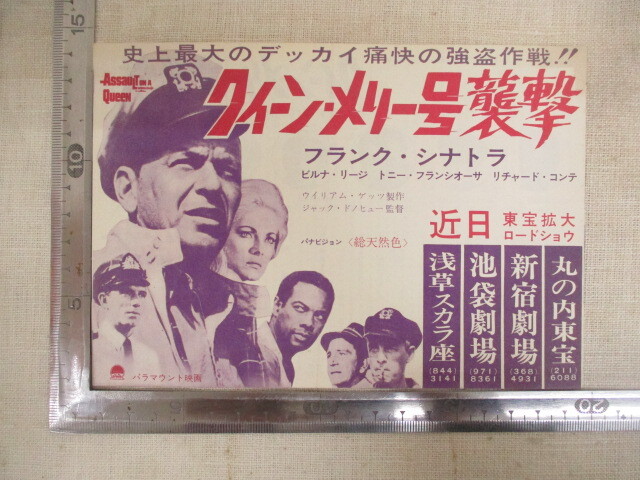 史上最大のデッカイ痛快の強盗作戦!!
ASSAULT ON A
QUEEN
クイーン・メリー号襲撃
フランク・シナトラ
ビルナ・リージ トニー・フランシオーサ リチャード・コンテ
ウイリアム・ゲッツ製作
ジャック・ドノヒュー監督
パナビジョン〈総天然色〉
近日 東宝拡大
ロードショウ
丸の内東宝
(211)
6088
新宿劇場
(368)
4931
池袋劇場
(971)
8361
浅草スカラ座
(844)
3141
パラマウント映画
15
10
5
20